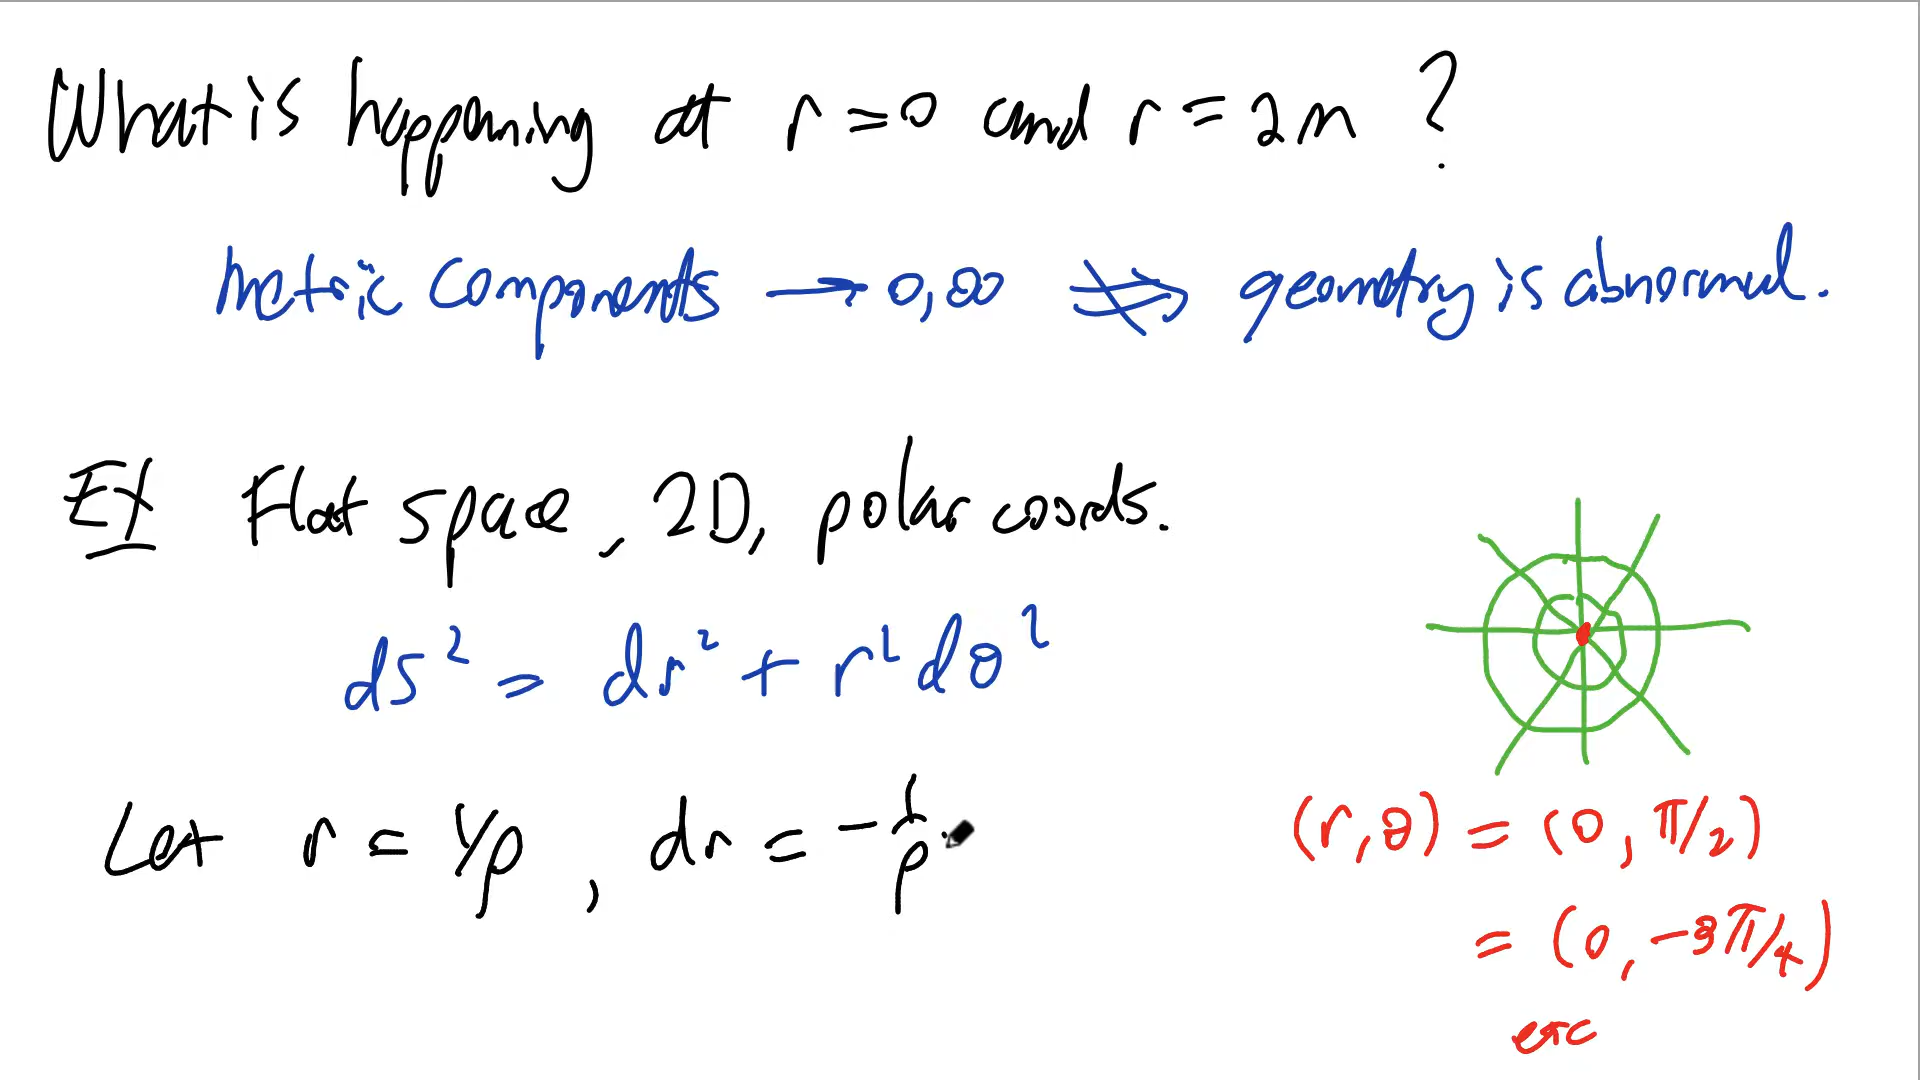 What is happening at r = 0 and r = 2m ?
metric components → 0, ∞ ⇏ geometry is abnormal.
Ex Flat space, 2D, polar coords.
ds² = dr² + r² dθ²
Let r = 1/ρ , dr = - 1/ρ
(r, θ) = (0, π/2)
= (0, -3π/4)
etc